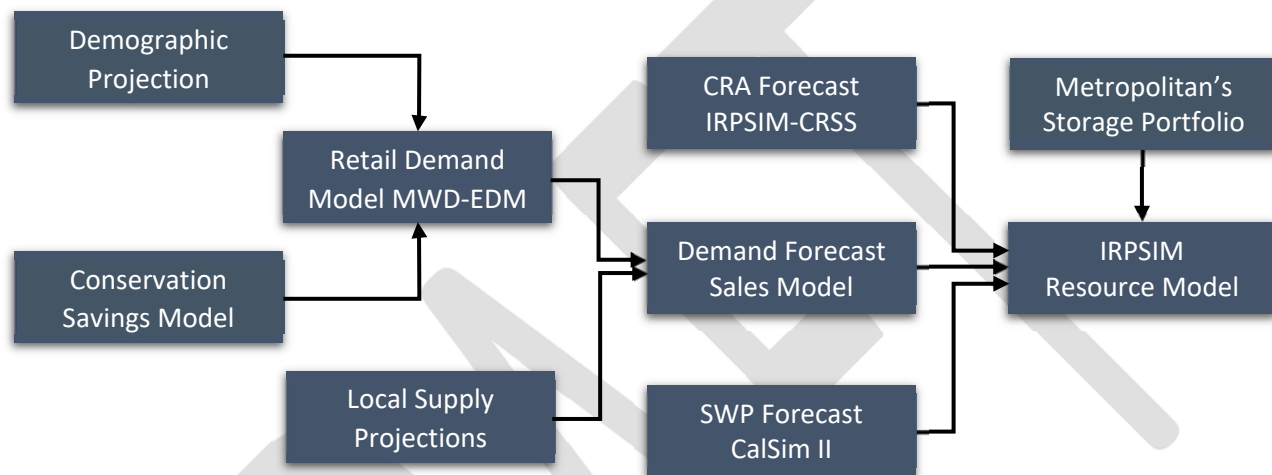 Demographic
Projection
Conservation
Savings Model
Retail Demand
Model MWD-EDM
Local Supply
Projections
CRA Forecast
IRPSIM-CRSS
Demand Forecast
Sales Model
SWP Forecast
CalSim II
Metropolitan’s
Storage Portfolio
IRPSIM
Resource Model